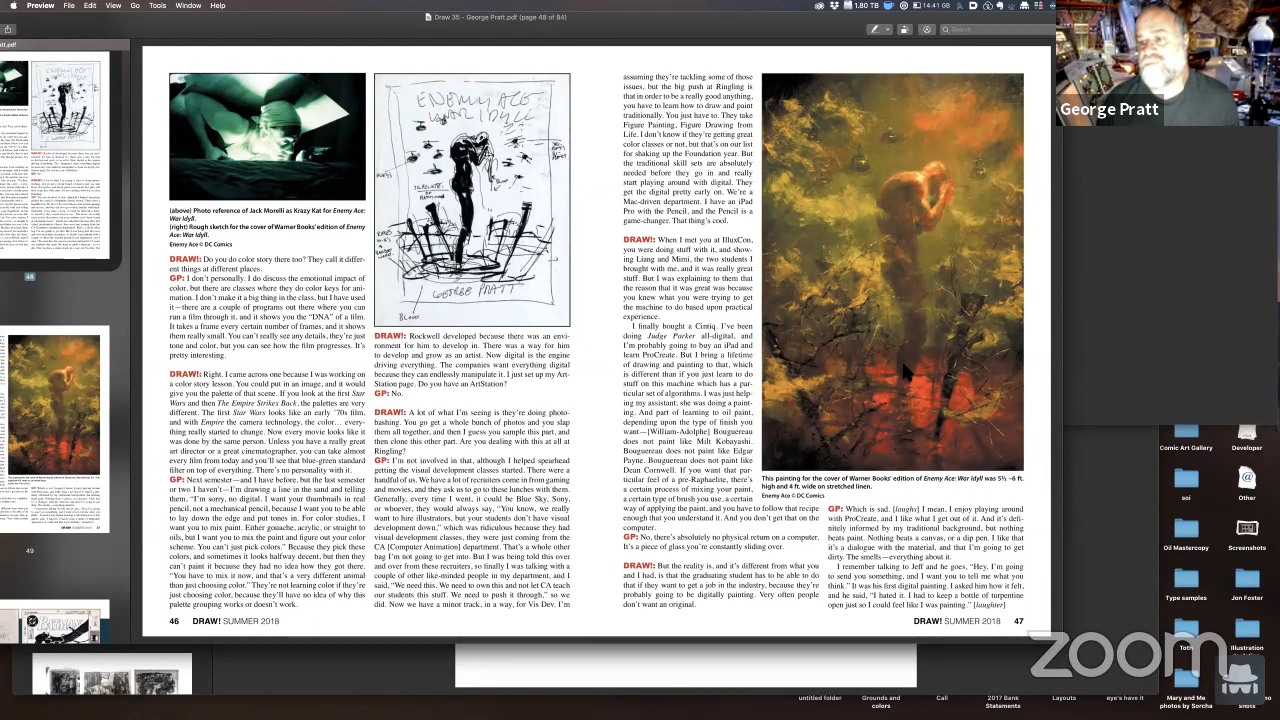 Preview
File
Edit
View
Go
Tools
Window
Help
1.80 TB
14.41 GB
Draw 35 - George Pratt.pdf (page 48 of 84)
Search
George Pratt
48
49
(above) Photo reference of Jack Morelli as Krazy Kat for Enemy Ace:
War Idyll.
(right) Rough sketch for the cover of Warner Books' edition of Enemy
Ace: War Idyll.
Enemy Ace © DC Comics
DRAW!: Do you do color story there too? They call it differ-
ent things at different places.
GP: I don't personally. I do discuss the emotional impact of
color, but there are classes where they do color keys for ani-
mation. I don't make it a big thing in the class, but I have used
it—there are a couple of programs out there where you can
run a film through it, and it shows you the "DNA" of a film.
It takes a frame every certain number of frames, and it shows
them really small. You can't really see any details, they're just
tone and color, but you can see how the film progresses. It's
pretty interesting.
DRAW!: Right. I came across one because I was working on
a color story lesson. You could put in an image, and it would
give you the palette of that scene. If you look at the first Star
Wars and then The Empire Strikes Back, the palettes are very
different. The first Star Wars looks like an early '70s film,
and with Empire the camera technology, the color... every-
thing really started to change. Now every movie looks like it
was done by the same person. Unless you have a really great
art director or a great cinematographer, you can take almost
every film from today and you'll see that blue-green standard
filter on top of everything. There's no personality with it.
GP: Next semester—and I have before, but the last semester
or two I haven't—I'm drawing a line in the sand and telling
them, "I'm sorry, no digital. I want your thumbnails in real
pencil, not a mechanical pencil, because I want you to be able
to lay down the edge and put tones in. For color studies, I
want you to mix paint. Either gouache, acrylic, or straight to
oils, but I want you to mix the paint and figure out your color
scheme. You can't just pick colors." Because they pick these
colors, and sometimes it looks halfway decent, but then they
can't paint it because they had no idea how they got there.
"You have to mix it now, and that's a very different animal
than just choosing color." They're not learning color if they're
just choosing color, because they'll have no idea of why this
palette grouping works or doesn't work.
46 DRAW! SUMMER 2018
ENEMY ACE
WAR IDYLL
GEORGE PRATT
BLOOD
DRAW!: Rockwell developed because there was an envi-
ronment for him to develop in. There was a way for him
to develop and grow as an artist. Now digital is the engine
driving everything. The companies want everything digital
because they can endlessly manipulate it. I just set up my Art-
Station page. Do you have an ArtStation?
GP: No.
DRAW!: A lot of what I'm seeing is they're doing photo-
bashing. You go get a whole bunch of photos and you slap
them all together, and then I guess you sample this part, and
then clone this other part. Are you dealing with this at all at
Ringling?
GP: I'm not involved in that, although I helped spearhead
getting the visual development classes started. There were a
handful of us. We have a lot of recruiters come in from gaming
and movies, and they ask us to go to these lunches with them.
Generally, every time I went, it could be Blue Sky, Sony,
or whoever, they would always say, "You know, we really
want to hire illustrators, but your students don't have visual
development down," which was ridiculous because they had
visual development classes, they were just coming from the
CA [Computer Animation] department. That's a whole other
bag I'm not going to get into. But I was being told this over
and over from these recruiters, so finally I was talking with a
couple of other like-minded people in my department, and I
said, "We need this. We need to own this and not let CA teach
our students this stuff. We need to push it through," so we
did. Now we have a minor track, in a way, for Vis Dev. I'm
assuming they're tackling some of those
issues, but the big push at Ringling is
that in order to be a really good anything,
you have to learn how to draw and paint
traditionally. You just have to. They take
Figure Painting, Figure Drawing from
Life. I don't know if they're getting great
color classes or not, but that's on our list
for shaking up the Foundation year. But
the traditional skill sets are absolutely
needed before they go in and really
start playing around with digital. They
get the digital pretty early on. We're a
Mac-driven department. I have an iPad
Pro with the Pencil, and the Pencil is a
game-changer. That thing's cool.
DRAW!: When I met you at IlluxCon,
you were doing stuff with it, and show-
ing Liang and Mimi, the two students I
brought with me, and it was really great
stuff. But I was explaining to them that
the reason that it was great was because
you knew what you were trying to get
the machine to do based upon practical
experience.
I finally bought a Cintiq. I've been
doing Judge Parker all-digital, and
I'm probably going to buy an iPad and
learn ProCreate. But I bring a lifetime
of drawing and painting to that, which
is different than if you just learn to do
stuff on this machine which has a par-
ticular set of algorithms. I was just help-
ing my assistant; she was doing a paint-
ing. And part of learning to oil paint,
depending upon the type of finish you
want—[William-Adolphe] Bouguereau
does not paint like Milt Kobayashi.
Bouguereau does not paint like Edgar
Payne. Bouguereau does not paint like
Dean Cornwell. If you want that par-
ticular feel of a pre-Raphaelite, there's
a certain process of mixing your paint,
a certain type of brush you use, a certain
way of applying the paint, and you have to follow that recipe
enough that you understand it. And you don't get that on the
computer.
GP: No, there's absolutely no physical return on a computer.
It's a piece of glass you're constantly sliding over.
DRAW!: But the reality is, and it's different from what you
and I had, is that the graduating student has to be able to do
that if they want to get a job in the industry, because they're
probably going to be digitally painting. Very often people
don't want an original.
This painting for the cover of Warner Books' edition of Enemy Ace: War Idyll was 5½ –6 ft.
high and 4 ft. wide on stretched linen.
Enemy Ace © DC Comics
GP: Which is sad. [laughs] I mean, I enjoy playing around
with ProCreate, and I like what I get out of it. And it's defi-
nitely informed by my traditional background, but nothing
beats paint. Nothing beats a canvas, or a dip pen. I like that
it's a dialogue with the material, and that I'm going to get
dirty. The smells—everything about it.
I remember talking to Jeff and he goes, "Hey, I'm going
to send you something, and I want you to tell me what you
think." It was his first digital painting. I asked him how it felt,
and he said, "I hated it. I had to keep a bottle of turpentine
open just so I could feel like I was painting." [laughter]
DRAW! SUMMER 2018 47
Comic Art Gallery
Developer
soi
Other
Oil Mastercopy
Screenshots
Type samples
Jon Foster
Toth
Illustration
untitled folder
Grounds and
colors
Call
2017 Bank
Statements
Layouts
eye's have it
Mary and Me
photos by Sorcha
shots
zoom